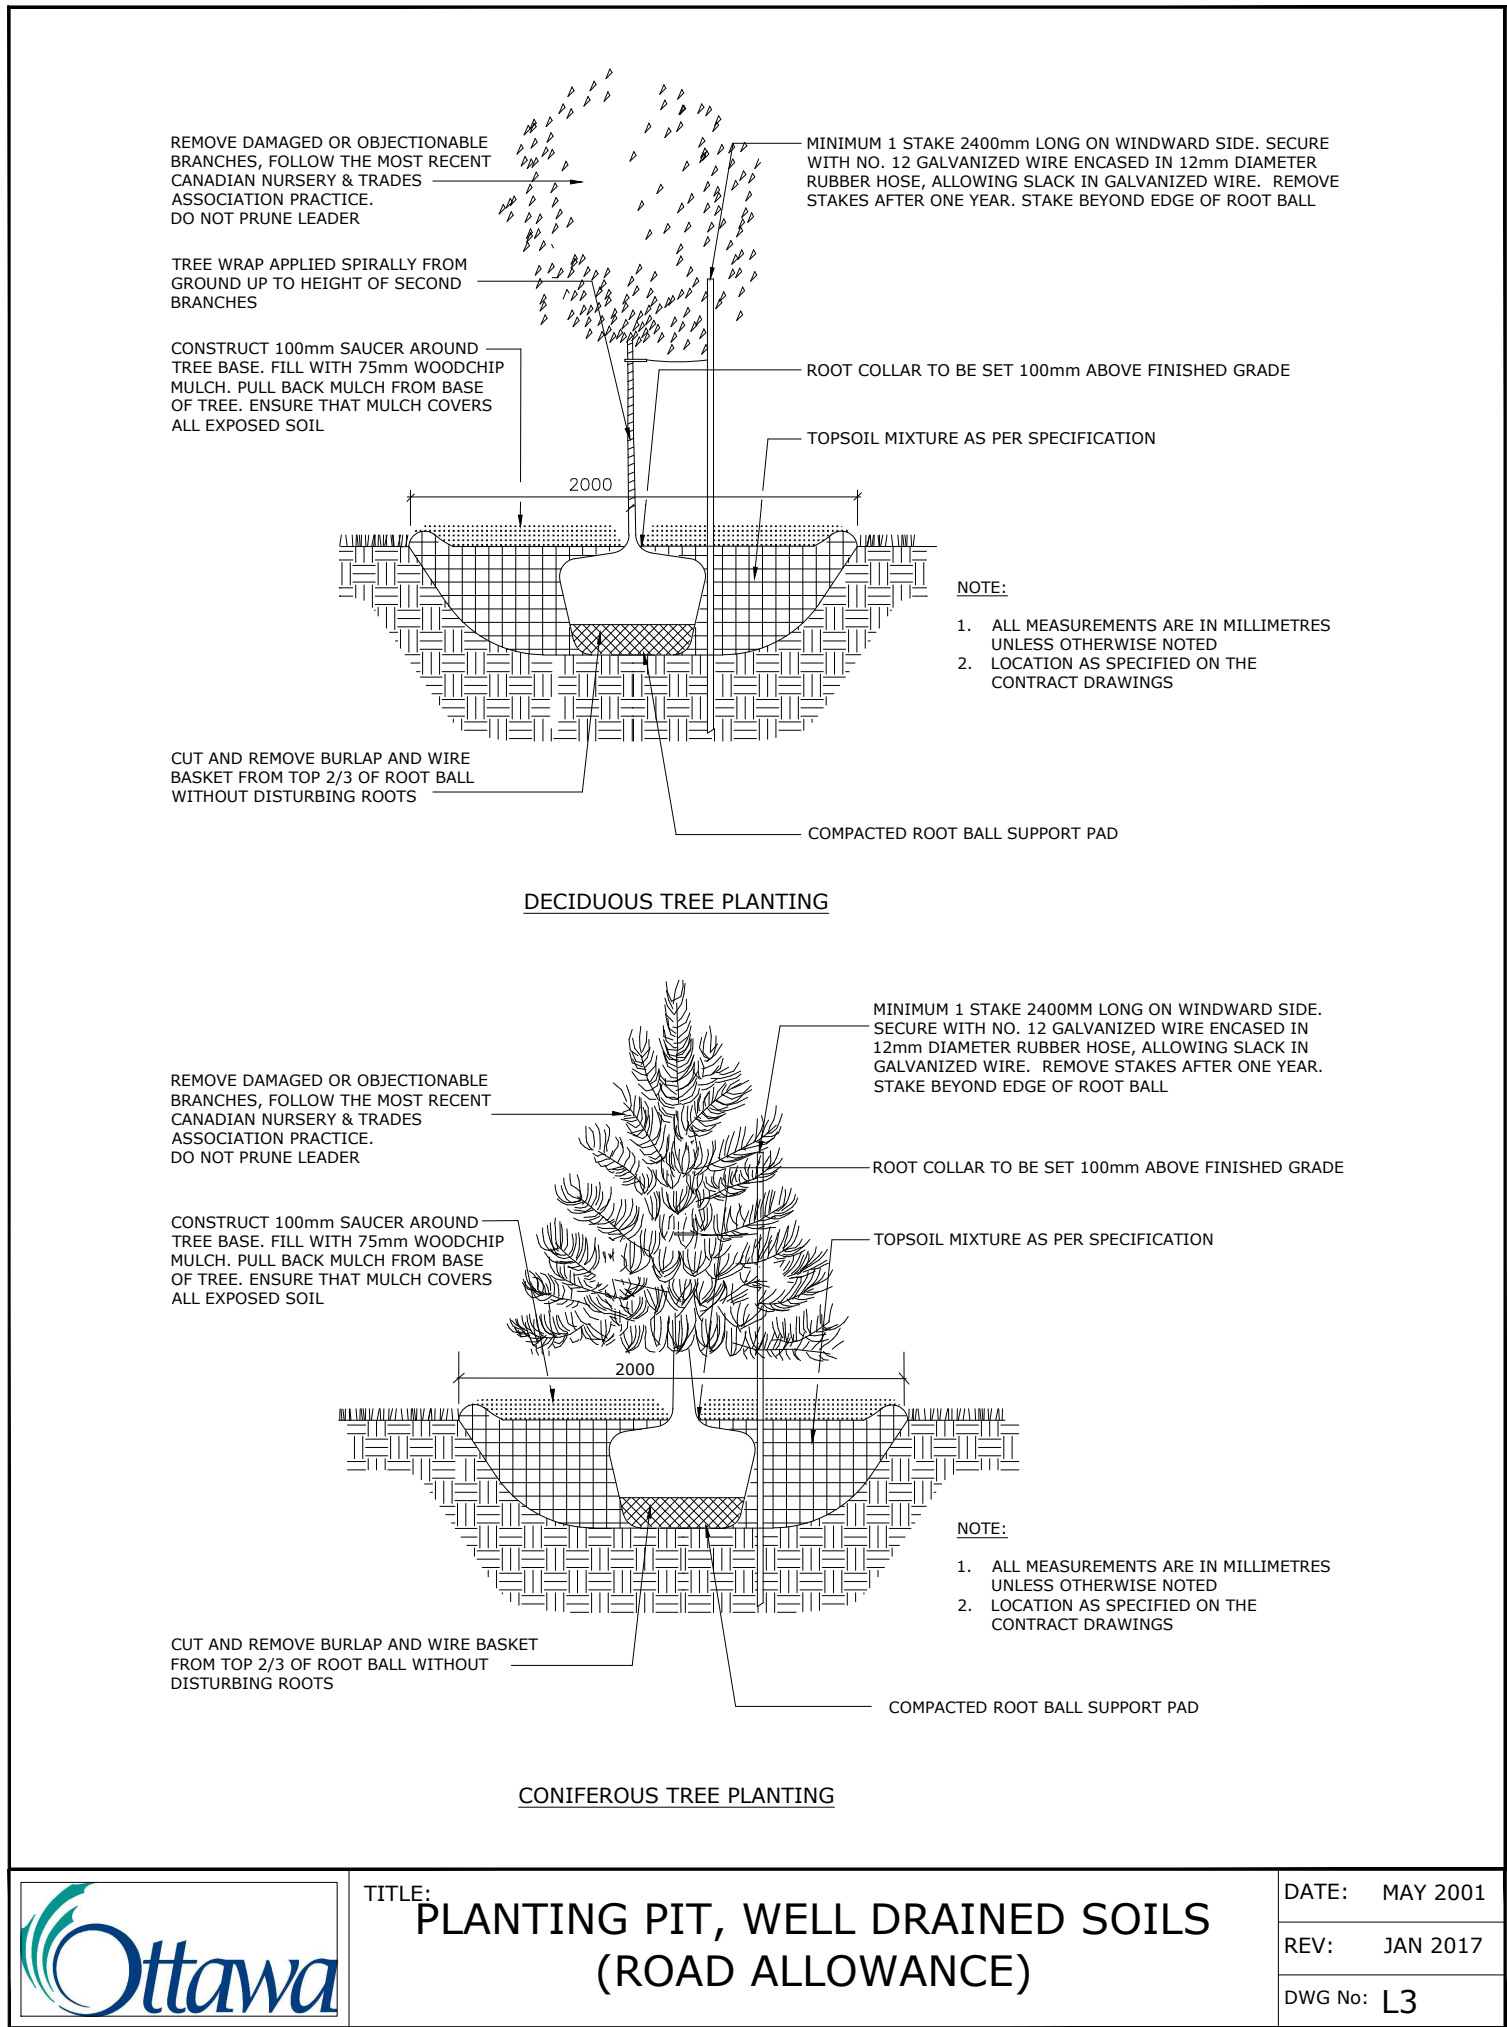 REMOVE DAMAGED OR OBJECTIONABLE
BRANCHES, FOLLOW THE MOST RECENT
CANADIAN NURSERY & TRADES
ASSOCIATION PRACTICE.
DO NOT PRUNE LEADER
MINIMUM 1 STAKE 2400mm LONG ON WINDWARD SIDE. SECURE
WITH NO. 12 GALVANIZED WIRE ENCASED IN 12mm DIAMETER
RUBBER HOSE, ALLOWING SLACK IN GALVANIZED WIRE. REMOVE
STAKES AFTER ONE YEAR. STAKE BEYOND EDGE OF ROOT BALL
TREE WRAP APPLIED SPIRALLY FROM
GROUND UP TO HEIGHT OF SECOND
BRANCHES
CONSTRUCT 100mm SAUCER AROUND
TREE BASE. FILL WITH 75mm WOODCHIP
MULCH. PULL BACK MULCH FROM BASE
OF TREE. ENSURE THAT MULCH COVERS
ALL EXPOSED SOIL
ROOT COLLAR TO BE SET 100mm ABOVE FINISHED GRADE
TOPSOIL MIXTURE AS PER SPECIFICATION
2000
NOTE:
1. ALL MEASUREMENTS ARE IN MILLIMETRES
UNLESS OTHERWISE NOTED
2. LOCATION AS SPECIFIED ON THE
CONTRACT DRAWINGS
CUT AND REMOVE BURLAP AND WIRE
BASKET FROM TOP 2/3 OF ROOT BALL
WITHOUT DISTURBING ROOTS
COMPACTED ROOT BALL SUPPORT PAD
DECIDUOUS TREE PLANTING
MINIMUM 1 STAKE 2400MM LONG ON WINDWARD SIDE.
SECURE WITH NO. 12 GALVANIZED WIRE ENCASED IN
12mm DIAMETER RUBBER HOSE, ALLOWING SLACK IN
GALVANIZED WIRE. REMOVE STAKES AFTER ONE YEAR.
STAKE BEYOND EDGE OF ROOT BALL
REMOVE DAMAGED OR OBJECTIONABLE
BRANCHES, FOLLOW THE MOST RECENT
CANADIAN NURSERY & TRADES
ASSOCIATION PRACTICE.
DO NOT PRUNE LEADER
ROOT COLLAR TO BE SET 100mm ABOVE FINISHED GRADE
CONSTRUCT 100mm SAUCER AROUND
TREE BASE. FILL WITH 75mm WOODCHIP
MULCH. PULL BACK MULCH FROM BASE
OF TREE. ENSURE THAT MULCH COVERS
ALL EXPOSED SOIL
TOPSOIL MIXTURE AS PER SPECIFICATION
2000
NOTE:
1. ALL MEASUREMENTS ARE IN MILLIMETRES
UNLESS OTHERWISE NOTED
2. LOCATION AS SPECIFIED ON THE
CONTRACT DRAWINGS
CUT AND REMOVE BURLAP AND WIRE BASKET
FROM TOP 2/3 OF ROOT BALL WITHOUT
DISTURBING ROOTS
COMPACTED ROOT BALL SUPPORT PAD
CONIFEROUS TREE PLANTING
Ottawa
TITLE:
PLANTING PIT, WELL DRAINED SOILS
(ROAD ALLOWANCE)
DATE: MAY 2001
REV: JAN 2017
DWG No: L3